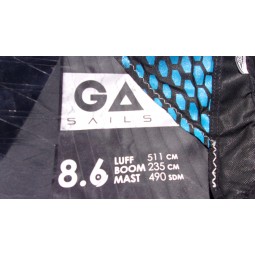 GA
SAILS
8.6
LUFF 511 CM
BOOM 235 CM
MAST 490 SDM